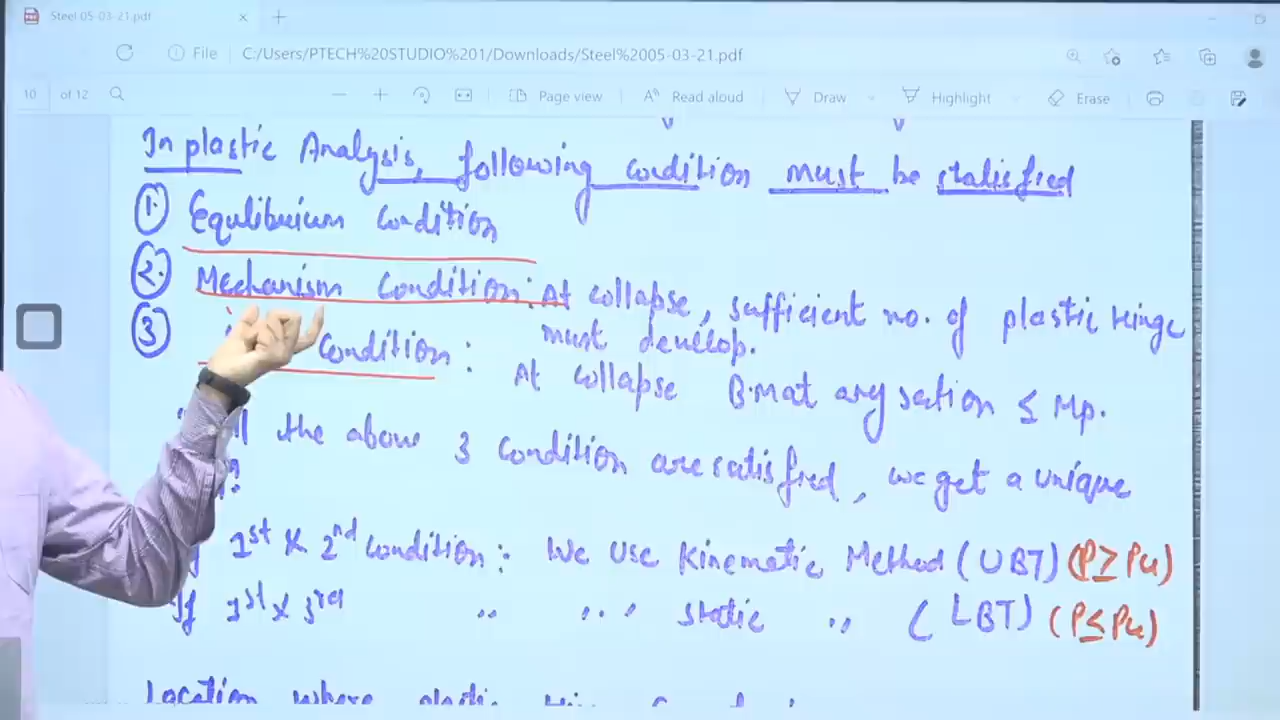 Steel 05-03-21.pdf
File C:/Users/PTECH%20STUDIO%201/Downloads/Steel%2005-03-21.pdf
10 of 12 Page view Read aloud Draw Highlight Erase
In plastic Analysis, following condition must be statisfied
① Equlibrium Condition
② Mechanism Condition: At collapse, sufficient no. of plastic Hinge
must develop.
③ Condition:
At collapse B.M at any section ≤ Mp.
the above 3 Condition are satisfied, we get a unique
1st & 2nd condition: We Use Kinematic Method (UBT) (P≥Pu)
If 1st & 3rd ,, ,,, static ,, (LBT) (P≤Pu)
Location where plastic